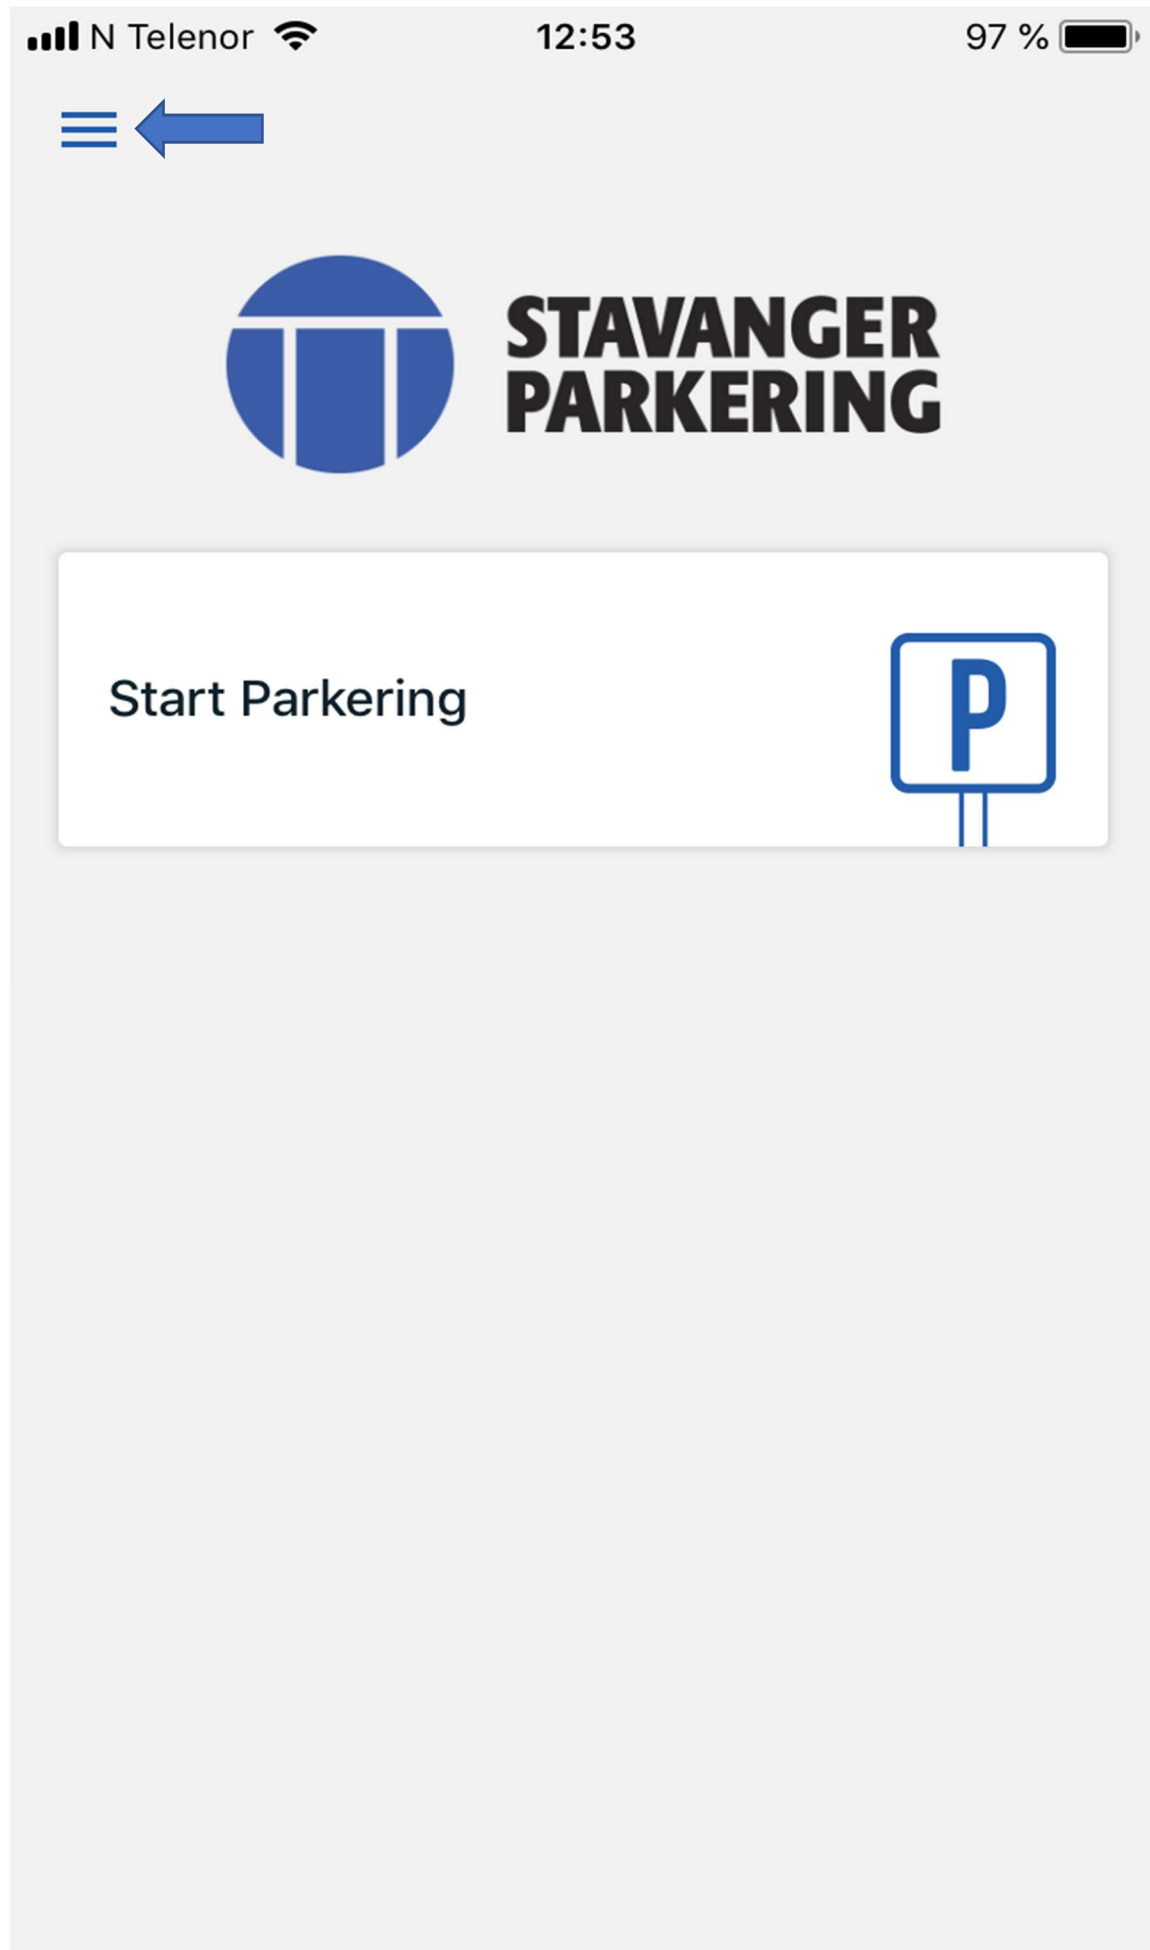 N Telenor 12:53 97 %
STAVANGER
PARKERING
Start Parkering
P